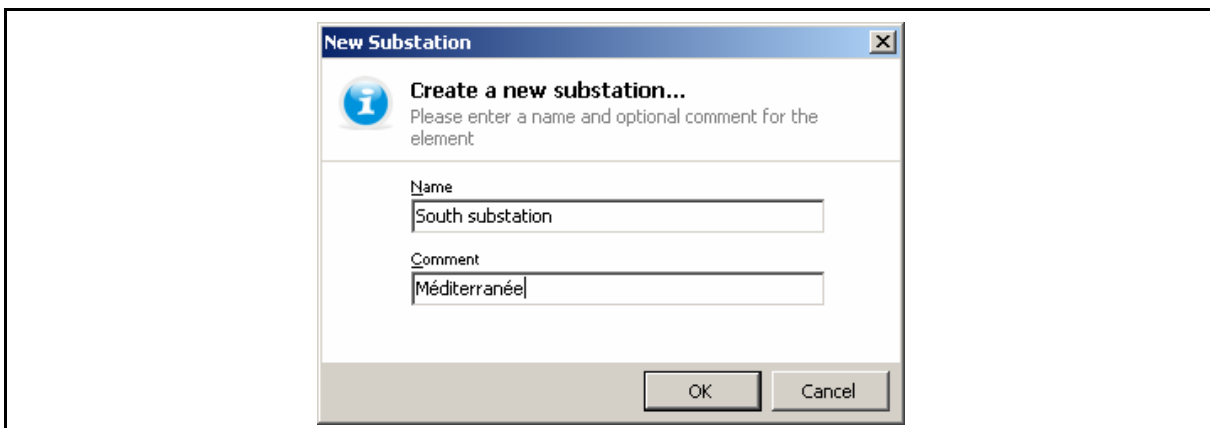 New Substation
Create a new substation...
Please enter a name and optional comment for the
element
Name
South substation
Comment
Méditerranée
OK
Cancel